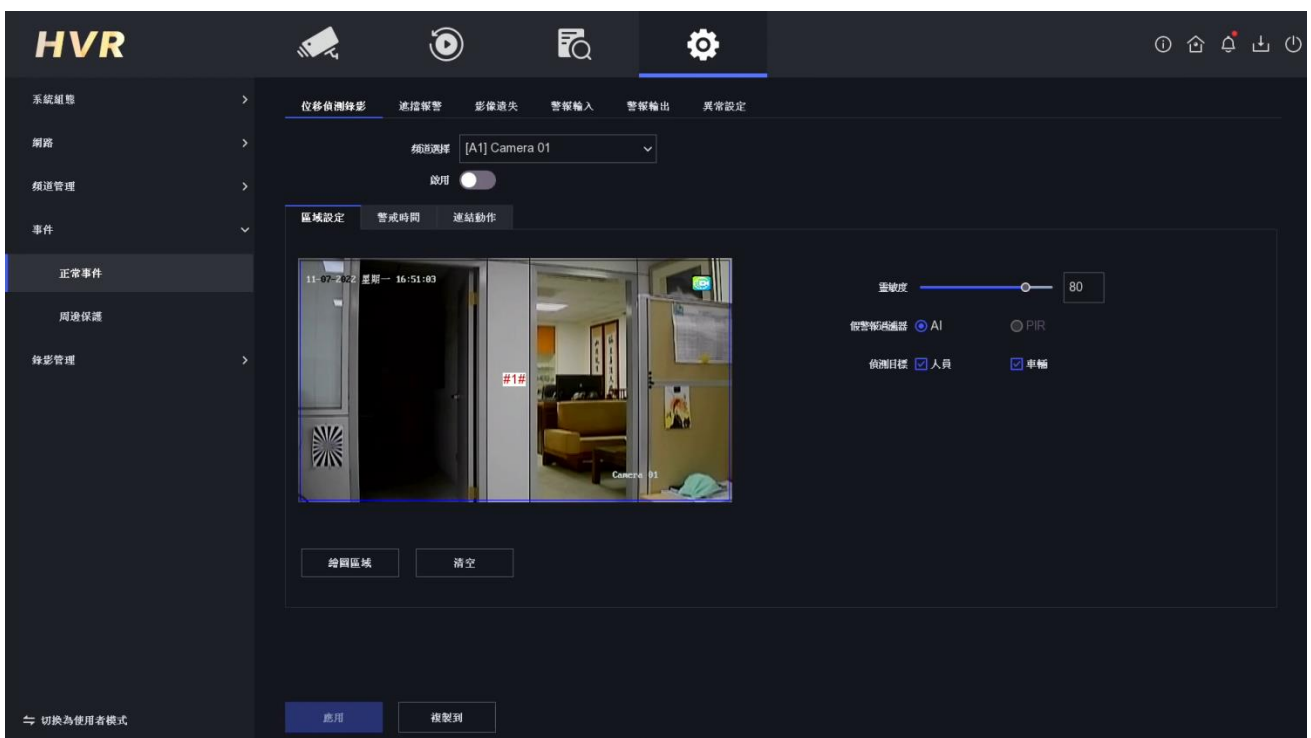 HVR
系統組態
網路
頻道管理
事件
正常事件
周邊保護
錄影管理
切換為使用者模式
位移偵測錄影 遮擋報警 影像遺失 警報輸入 警報輸出 異常設定
頻道選擇 [A1] Camera 01
啟用
區域設定 警戒時間 連結動作
11-07-2022 星期一 16:51:03
#1#
Camera 01
靈敏度 80
假警報過濾器 AI PIR
偵測目標 人員 車輛
繪圖區域 清空
應用 複製到